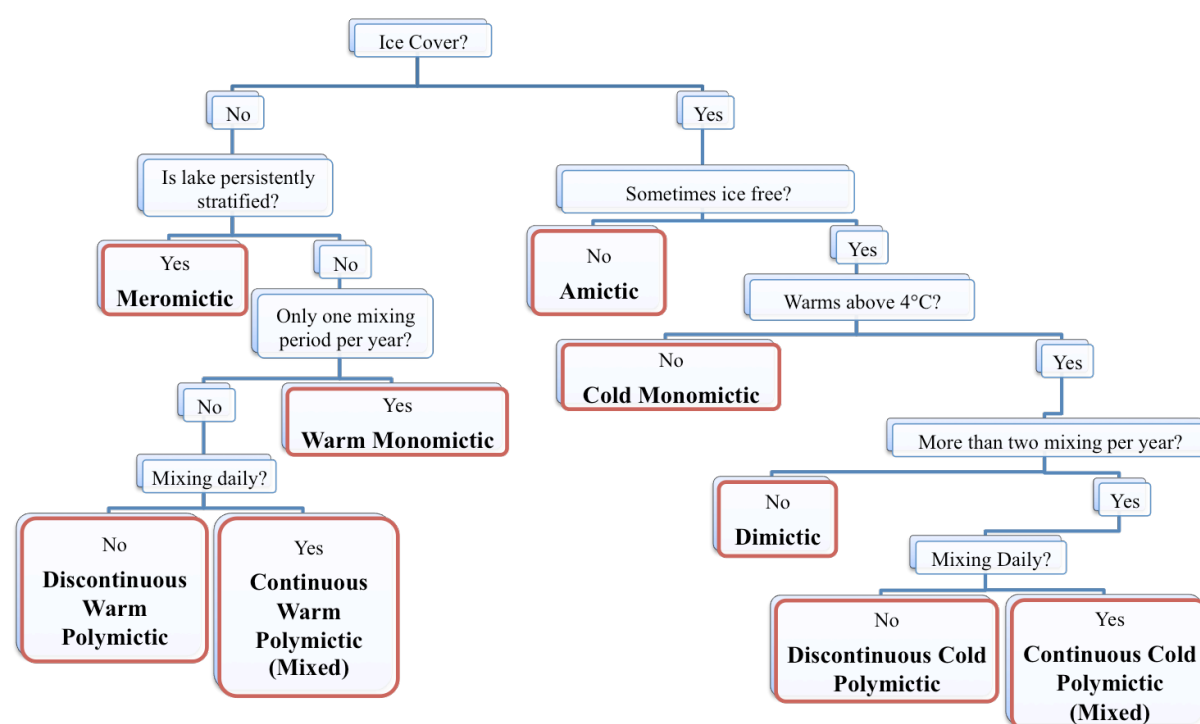 Ice Cover?
No
Yes
Is lake persistently
stratified?
Sometimes ice free?
Yes
Meromictic
No
No
Amictic
Yes
Only one mixing
period per year?
Warms above 4°C?
No
Cold Monomictic
Yes
No
Yes
Warm Monomictic
More than two mixing per year?
Mixing daily?
No
Dimictic
Yes
No
Discontinuous
Warm
Polymictic
Yes
Continuous
Warm
Polymictic
(Mixed)
Mixing Daily?
No
Discontinuous Cold
Polymictic
Yes
Continuous Cold
Polymictic
(Mixed)